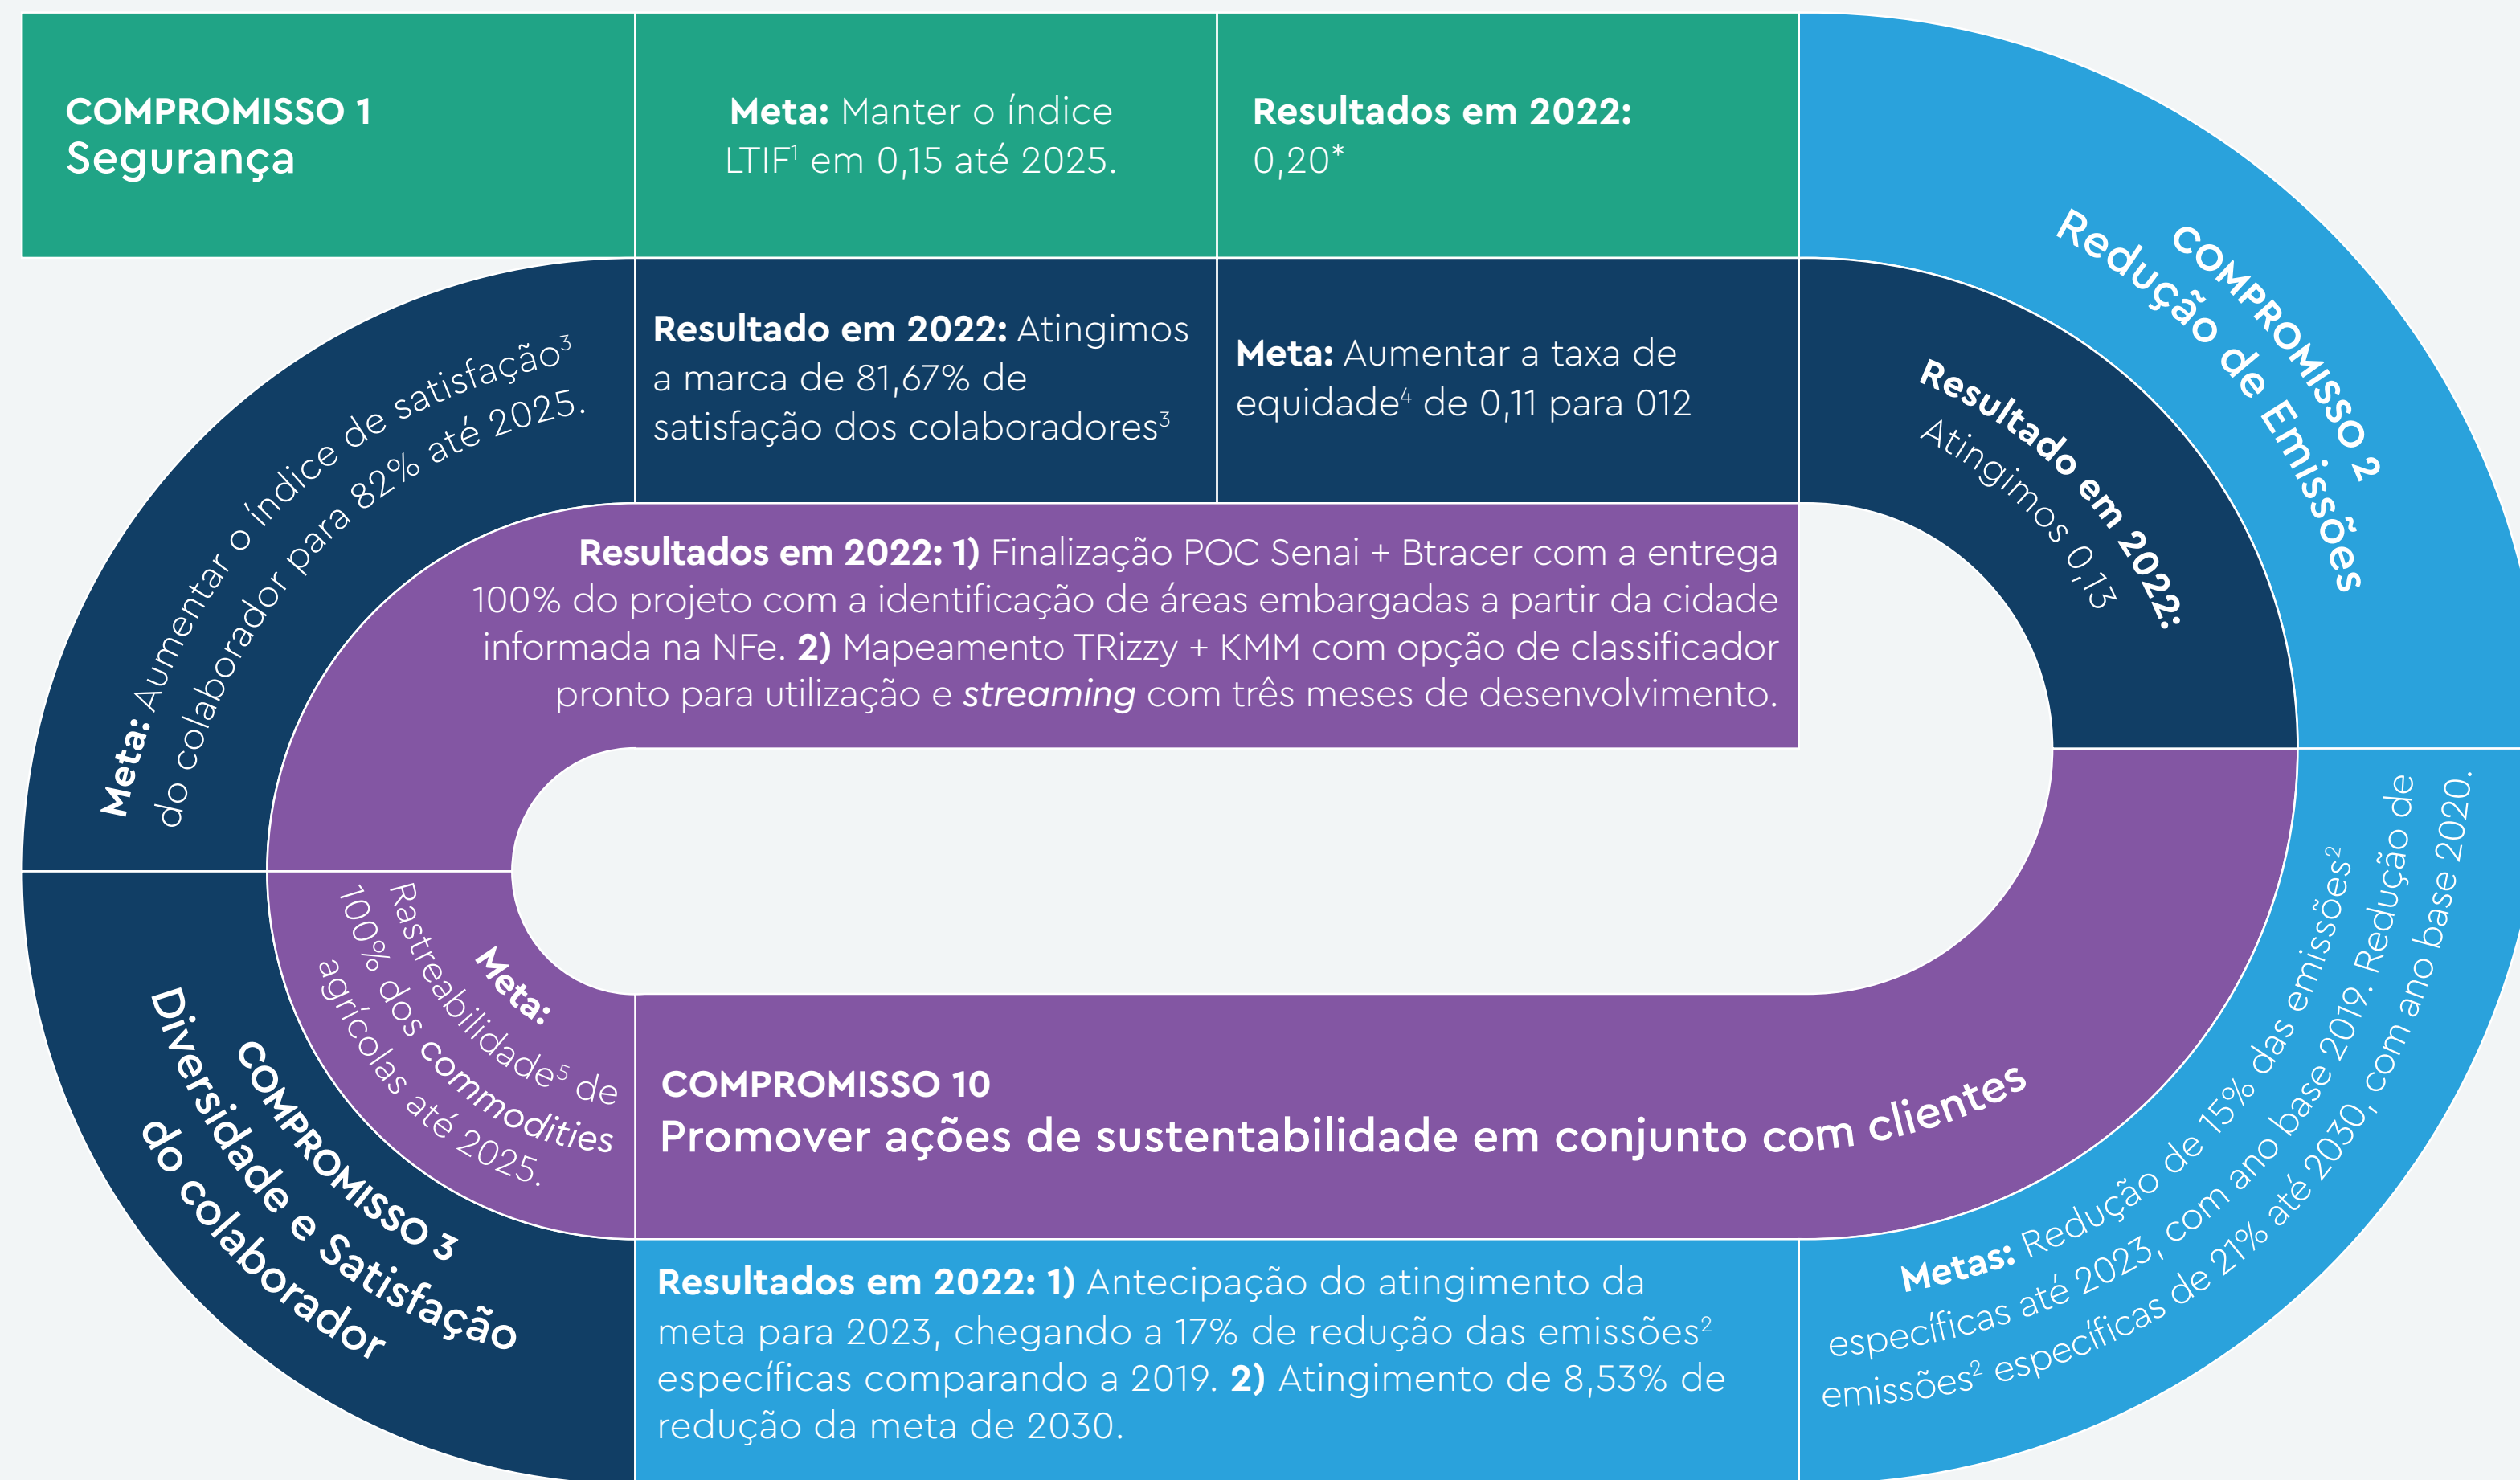 COMPROMISSO 1
Segurança
Meta: Manter o índice
LTIF¹ em 0,15 até 2025.
Resultados em 2022:
0,20*
COMPROMISSO 2
Redução de Emissões
Metas: Redução de 15% das emissões²
específicas até 2023, com ano base 2019. Redução de
emissões² específicas de 21% até 2030, com ano base 2020.
Resultados em 2022: 1) Antecipação do atingimento da
meta para 2023, chegando a 17% de redução das emissões²
específicas comparando a 2019. 2) Atingimento de 8,53% de
redução da meta de 2030.
COMPROMISSO 3
Diversidade e Satisfação
do colaborador
Meta: Aumentar o índice de satisfação³
do colaborador para 82% até 2025.
Resultado em 2022: Atingimos
a marca de 81,67% de
satisfação dos colaboradores³
Meta: Aumentar a taxa de
equidade⁴ de 0,11 para 012
Resultado em 2022:
Atingimos 0,13
COMPROMISSO 10
Promover ações de sustentabilidade em conjunto com clientes
Meta:
Rastreabilidade⁵ de
100% dos commodities
agrícolas até 2025.
Resultados em 2022: 1) Finalização POC Senai + Btracer com a entrega
100% do projeto com a identificação de áreas embargadas a partir da cidade
informada na NFe. 2) Mapeamento TRizzy + KMM com opção de classificador
pronto para utilização e streaming com três meses de desenvolvimento.